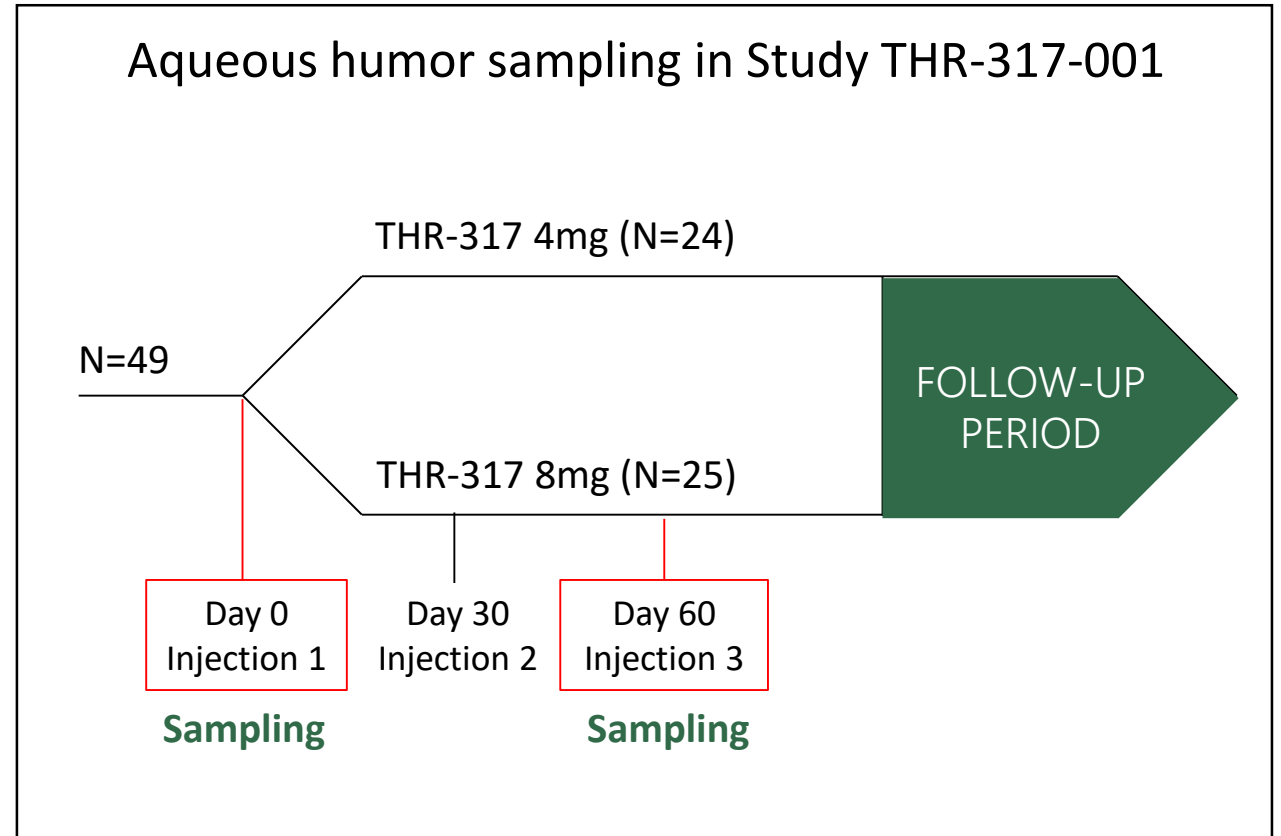 Aqueous humor sampling in Study THR-317-001
THR-317 4mg (N=24)
N=49
FOLLOW-UP
PERIOD
THR-317 8mg (N=25)
Day 0
Injection 1
Day 30
Injection 2
Day 60
Injection 3
Sampling
Sampling